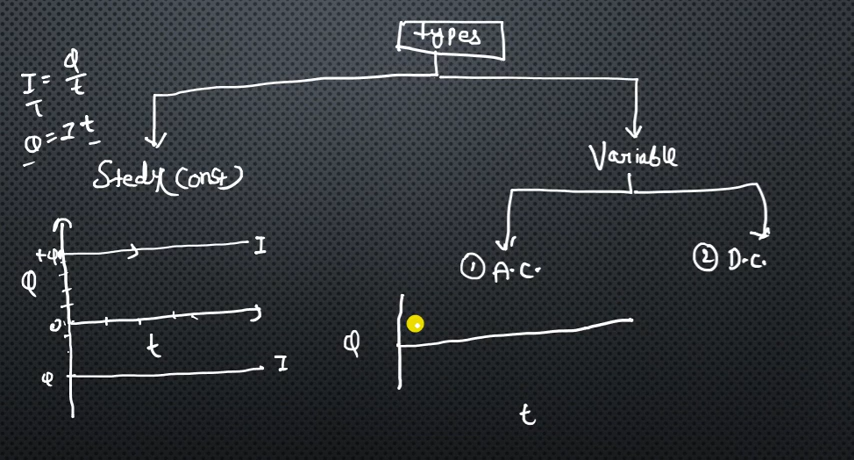 Types
I = Q/t
Q = It
Stedy (const)
Variable
① A.C.
② D.C.
I
Q
0
t
I
Q
t